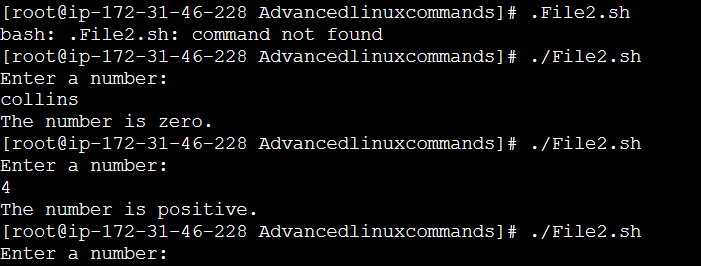 [root@ip-172-31-46-228 Advancedlinuxcommands]# .File2.sh
bash: .File2.sh: command not found
[root@ip-172-31-46-228 Advancedlinuxcommands]# ./File2.sh
Enter a number:
collins
The number is zero.
[root@ip-172-31-46-228 Advancedlinuxcommands]# ./File2.sh
Enter a number:
4
The number is positive.
[root@ip-172-31-46-228 Advancedlinuxcommands]# ./File2.sh
Enter a number: